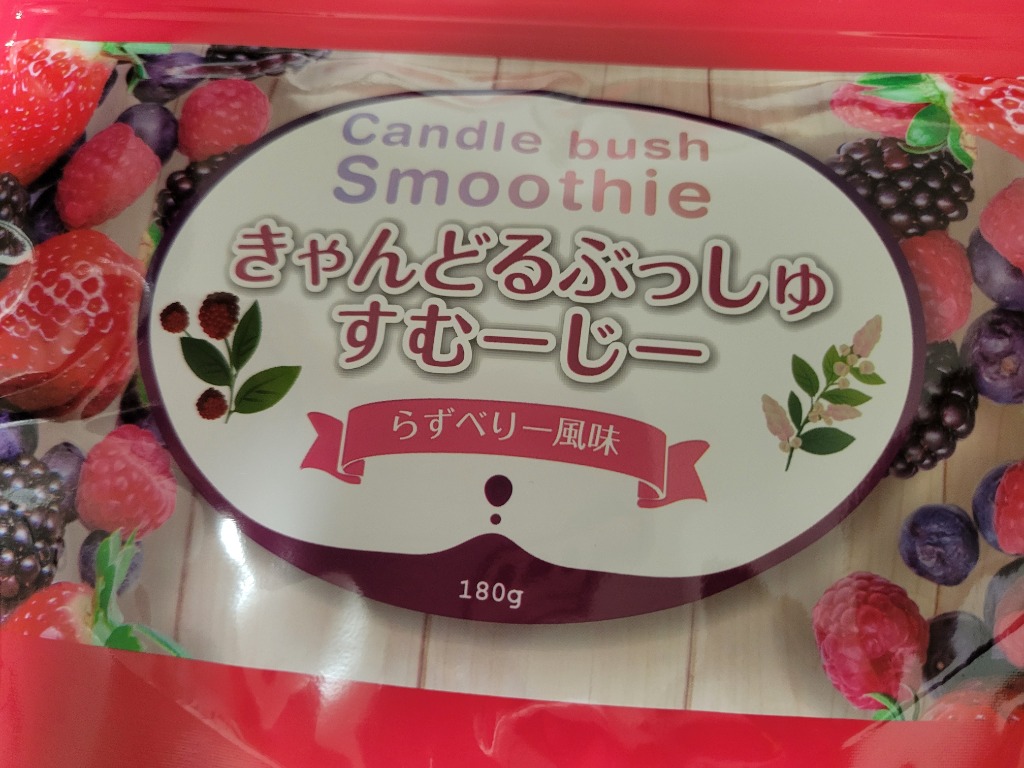 Candle bush
Smoothie
きゃんどるぶっしゅ
すむーじー
らずべりー風味
180g